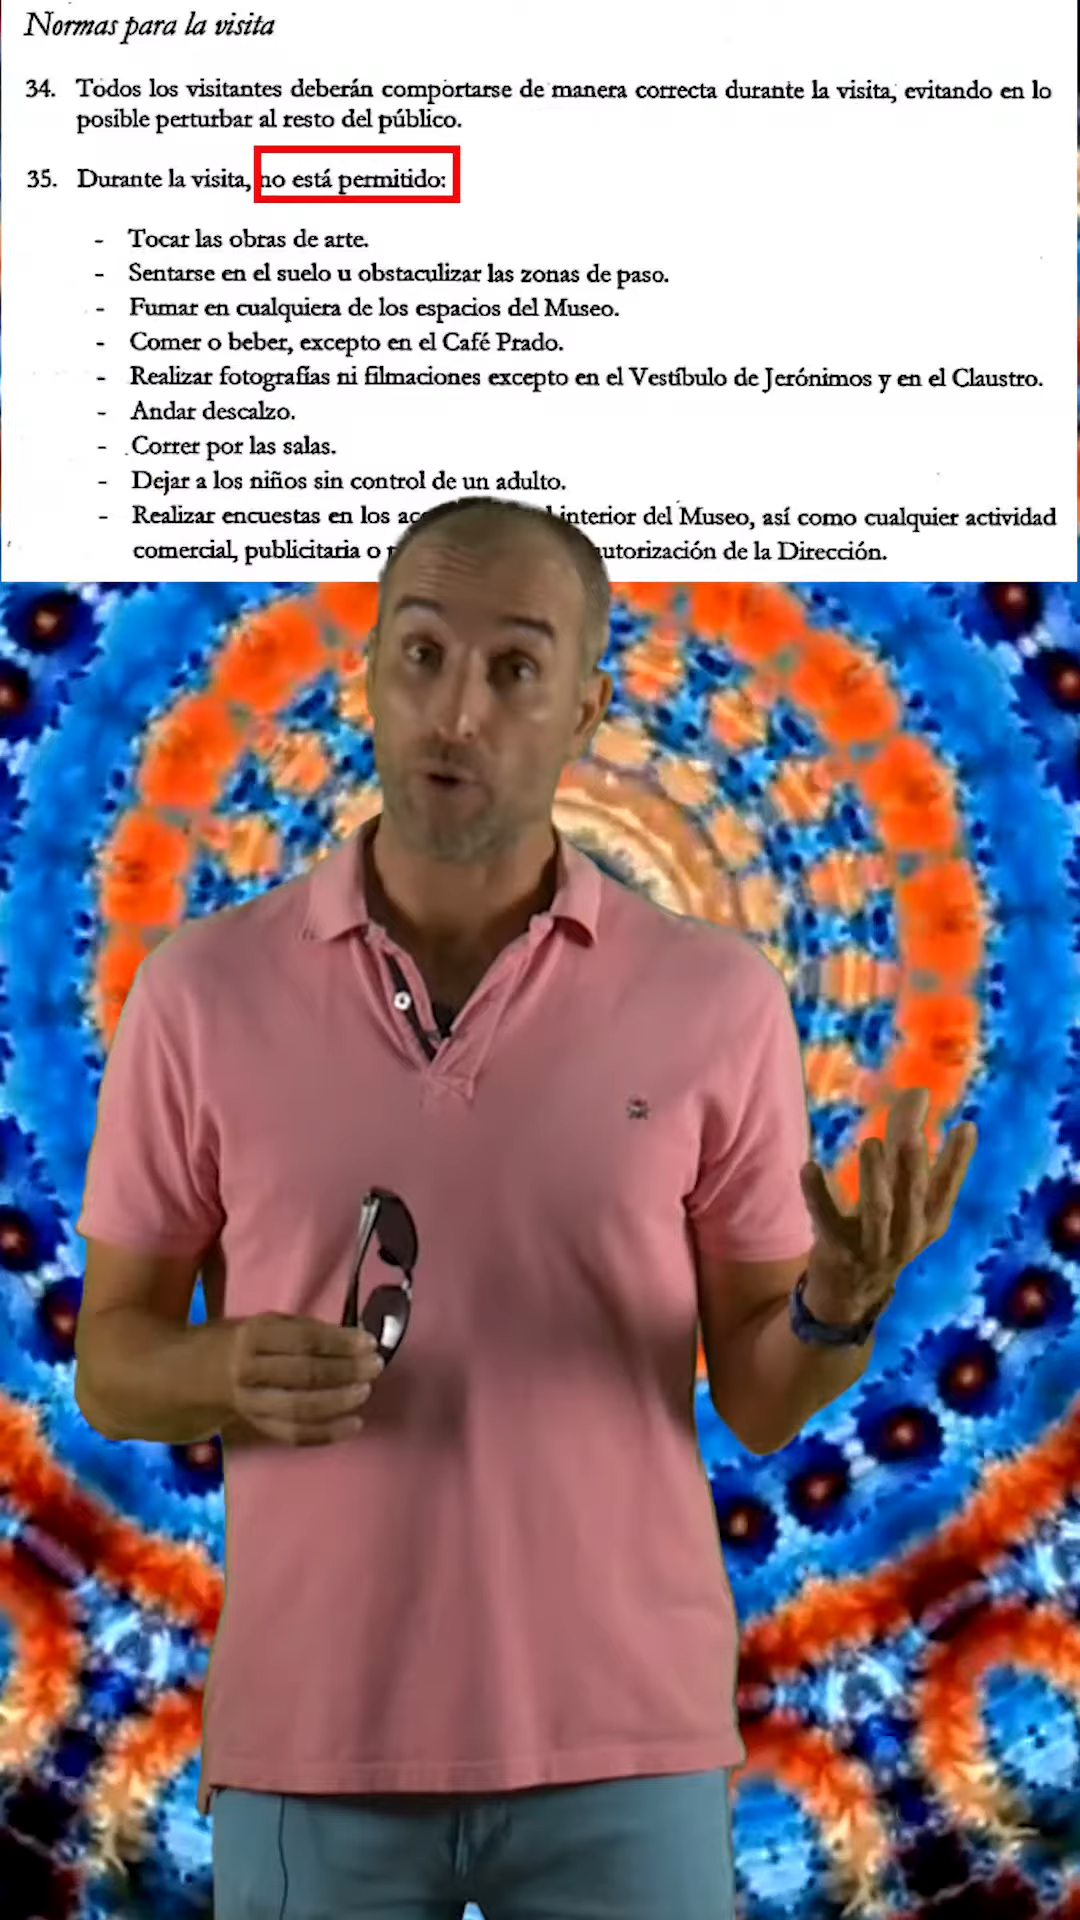 Normas para la visita
34. Todos los visitantes deberán comportarse de manera correcta durante la visita, evitando en lo
posible perturbar al resto del público.
35. Durante la visita, no está permitido:
- Tocar las obras de arte.
- Sentarse en el suelo u obstaculizar las zonas de paso.
- Fumar en cualquiera de los espacios del Museo.
- Comer o beber, excepto en el Café Prado.
- Realizar fotografías ni filmaciones excepto en el Vestíbulo de Jerónimos y en el Claustro.
- Andar descalzo.
- Correr por las salas.
- Dejar a los niños sin control de un adulto.
- Realizar encuestas en los interior del Museo, así como cualquier actividad
comercial, publicitaria o autorización de la Dirección.